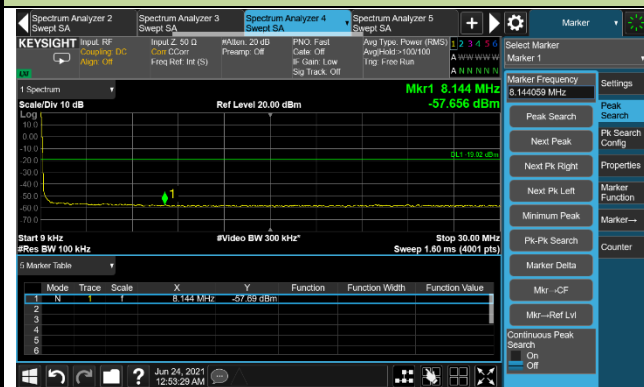 Spectrum Analyzer 2
Swept SA
Spectrum Analyzer 3
Swept SA
Spectrum Analyzer 4
Swept SA
Spectrum Analyzer 5
Swept SA
Marker
KEYSIGHT
Input: RF
Coupling: DC
Align: Off
Input Z: 50 Ω
Corr CCorr
Freq Ref: Int (S)
#Atten: 20 dB
Preamp: Off
PNO: Fast
Gate: Off
IF Gain: Low
Sig Track: Off
Avg Type: Power (RMS)
Avg|Hold:>100/100
Trig: Free Run
1 2 3 4 5 6
A W W W W W
A N N N N N
Select Marker
Marker 1
LXI
1 Spectrum
Mkr1 8.144 MHz
-57.656 dBm
Scale/Div 10 dB
Ref Level 20.00 dBm
Log
10.0
0.00
-10.0
-20.0
-30.0
-40.0
-50.0
-60.0
-70.0
DL1 -19.92 dBm
1
Start 9 kHz
#Video BW 300 kHz*
Stop 30.00 MHz
#Res BW 100 kHz
Sweep 1.60 ms (4001 pts)
5 Marker Table
Mode Trace Scale X Y Function Function Width Function Value
1 N 1 f 8.144 MHz -57.69 dBm
2
3
4
5
6
Marker Frequency
8.144059 MHz
Peak Search
Next Peak
Next Pk Right
Next Pk Left
Minimum Peak
Pk-Pk Search
Marker Delta
Mkr→CF
Mkr→Ref Lvl
Continuous Peak
Search
On
Off
Settings
Peak
Search
Pk Search
Config
Properties
Marker
Function
Marker→
Counter
Jun 24, 2021
12:53:29 AM